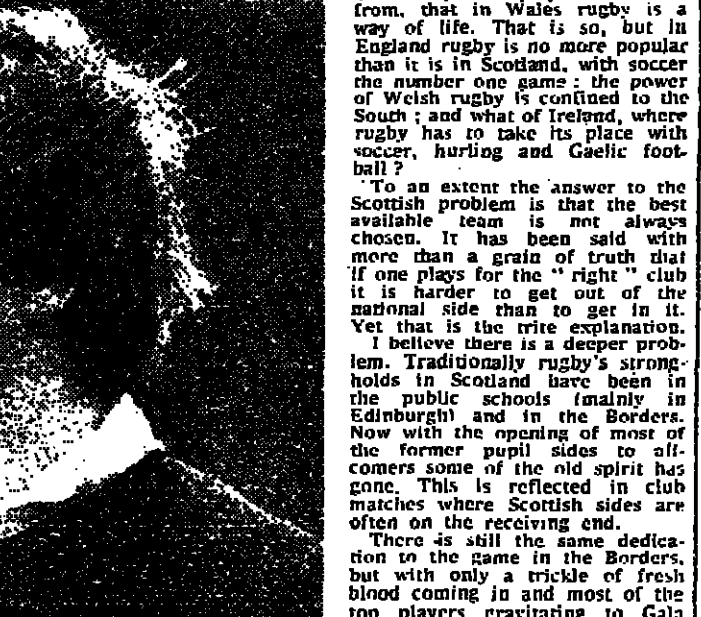 from, that in Wales rugby is a
way of life. That is so, but in
England rugby is no more popular
than it is in Scotland, with soccer
the number one game : the power
of Welsh rugby is confined to the
South ; and what of Ireland, where
rugby has to take its place with
soccer, hurling and Gaelic foot-
ball ?
To an extent the answer to the
Scottish problem is that the best
available team is not always
chosen. It has been said with
more than a grain of truth that
if one plays for the " right " club
it is harder to get out of the
national side than to get in it.
Yet that is the trite explanation.
I believe there is a deeper prob-
lem. Traditionally rugby's strong-
holds in Scotland have been in
the public schools (mainly in
Edinburgh) and in the Borders.
Now with the opening of most of
the former pupil sides to all-
comers some of the old spirit has
gone. This is reflected in club
matches where Scottish sides are
often on the receiving end.
There is still the same dedica-
tion to the game in the Borders,
but with only a trickle of fresh
blood coming in and most of the
top players gravitating to Gala